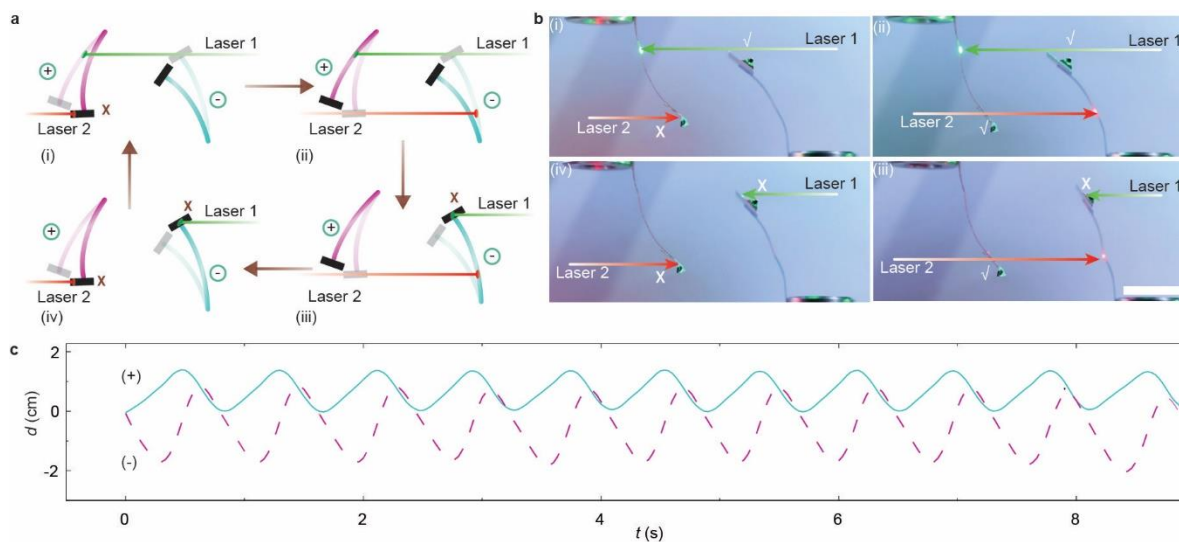 a
Laser 1
+
-
X
Laser 2
(i)
Laser 1
+
-
Laser 2
(ii)
X
Laser 1
+
-
X
Laser 2
(iv)
X
Laser 1
+
-
Laser 2
(iii)
b
(i)
√
Laser 1
Laser 2
X
(ii)
√
Laser 1
Laser 2
√
(iv)
X
Laser 1
Laser 2
X
(iii)
X
Laser 1
Laser 2
√
c
d (cm)
2
0
-2
(+)
(-)
0
2
4
6
8
t (s)